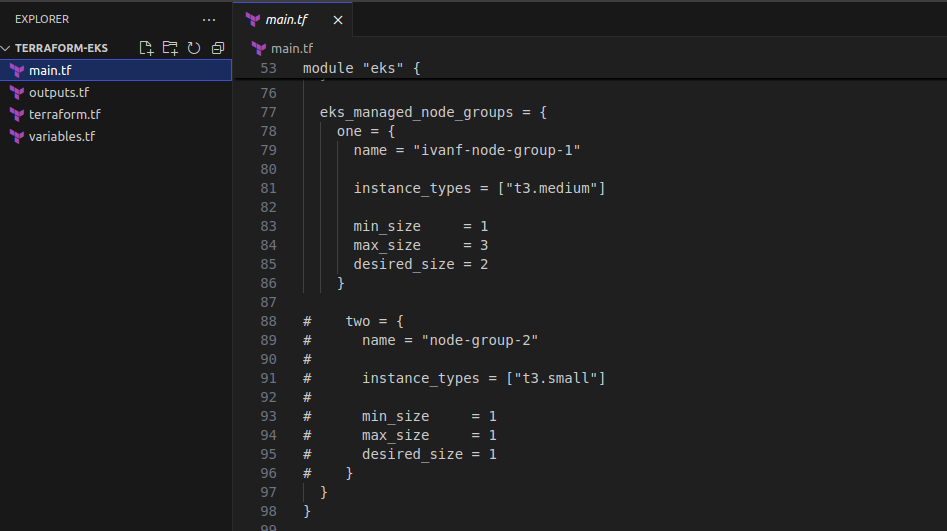 EXPLORER
TERRAFORM-EKS
main.tf
outputs.tf
terraform.tf
variables.tf
main.tf
main.tf
53 module "eks" {
76
77 eks_managed_node_groups = {
78 one = {
79 name = "ivanf-node-group-1"
80
81 instance_types = ["t3.medium"]
82
83 min_size     = 1
84 max_size     = 3
85 desired_size = 2
86 }
87
88 #    two = {
89 #      name = "node-group-2"
90 #
91 #      instance_types = ["t3.small"]
92 #
93 #      min_size     = 1
94 #      max_size     = 1
95 #      desired_size = 1
96 #    }
97 }
98 }
99